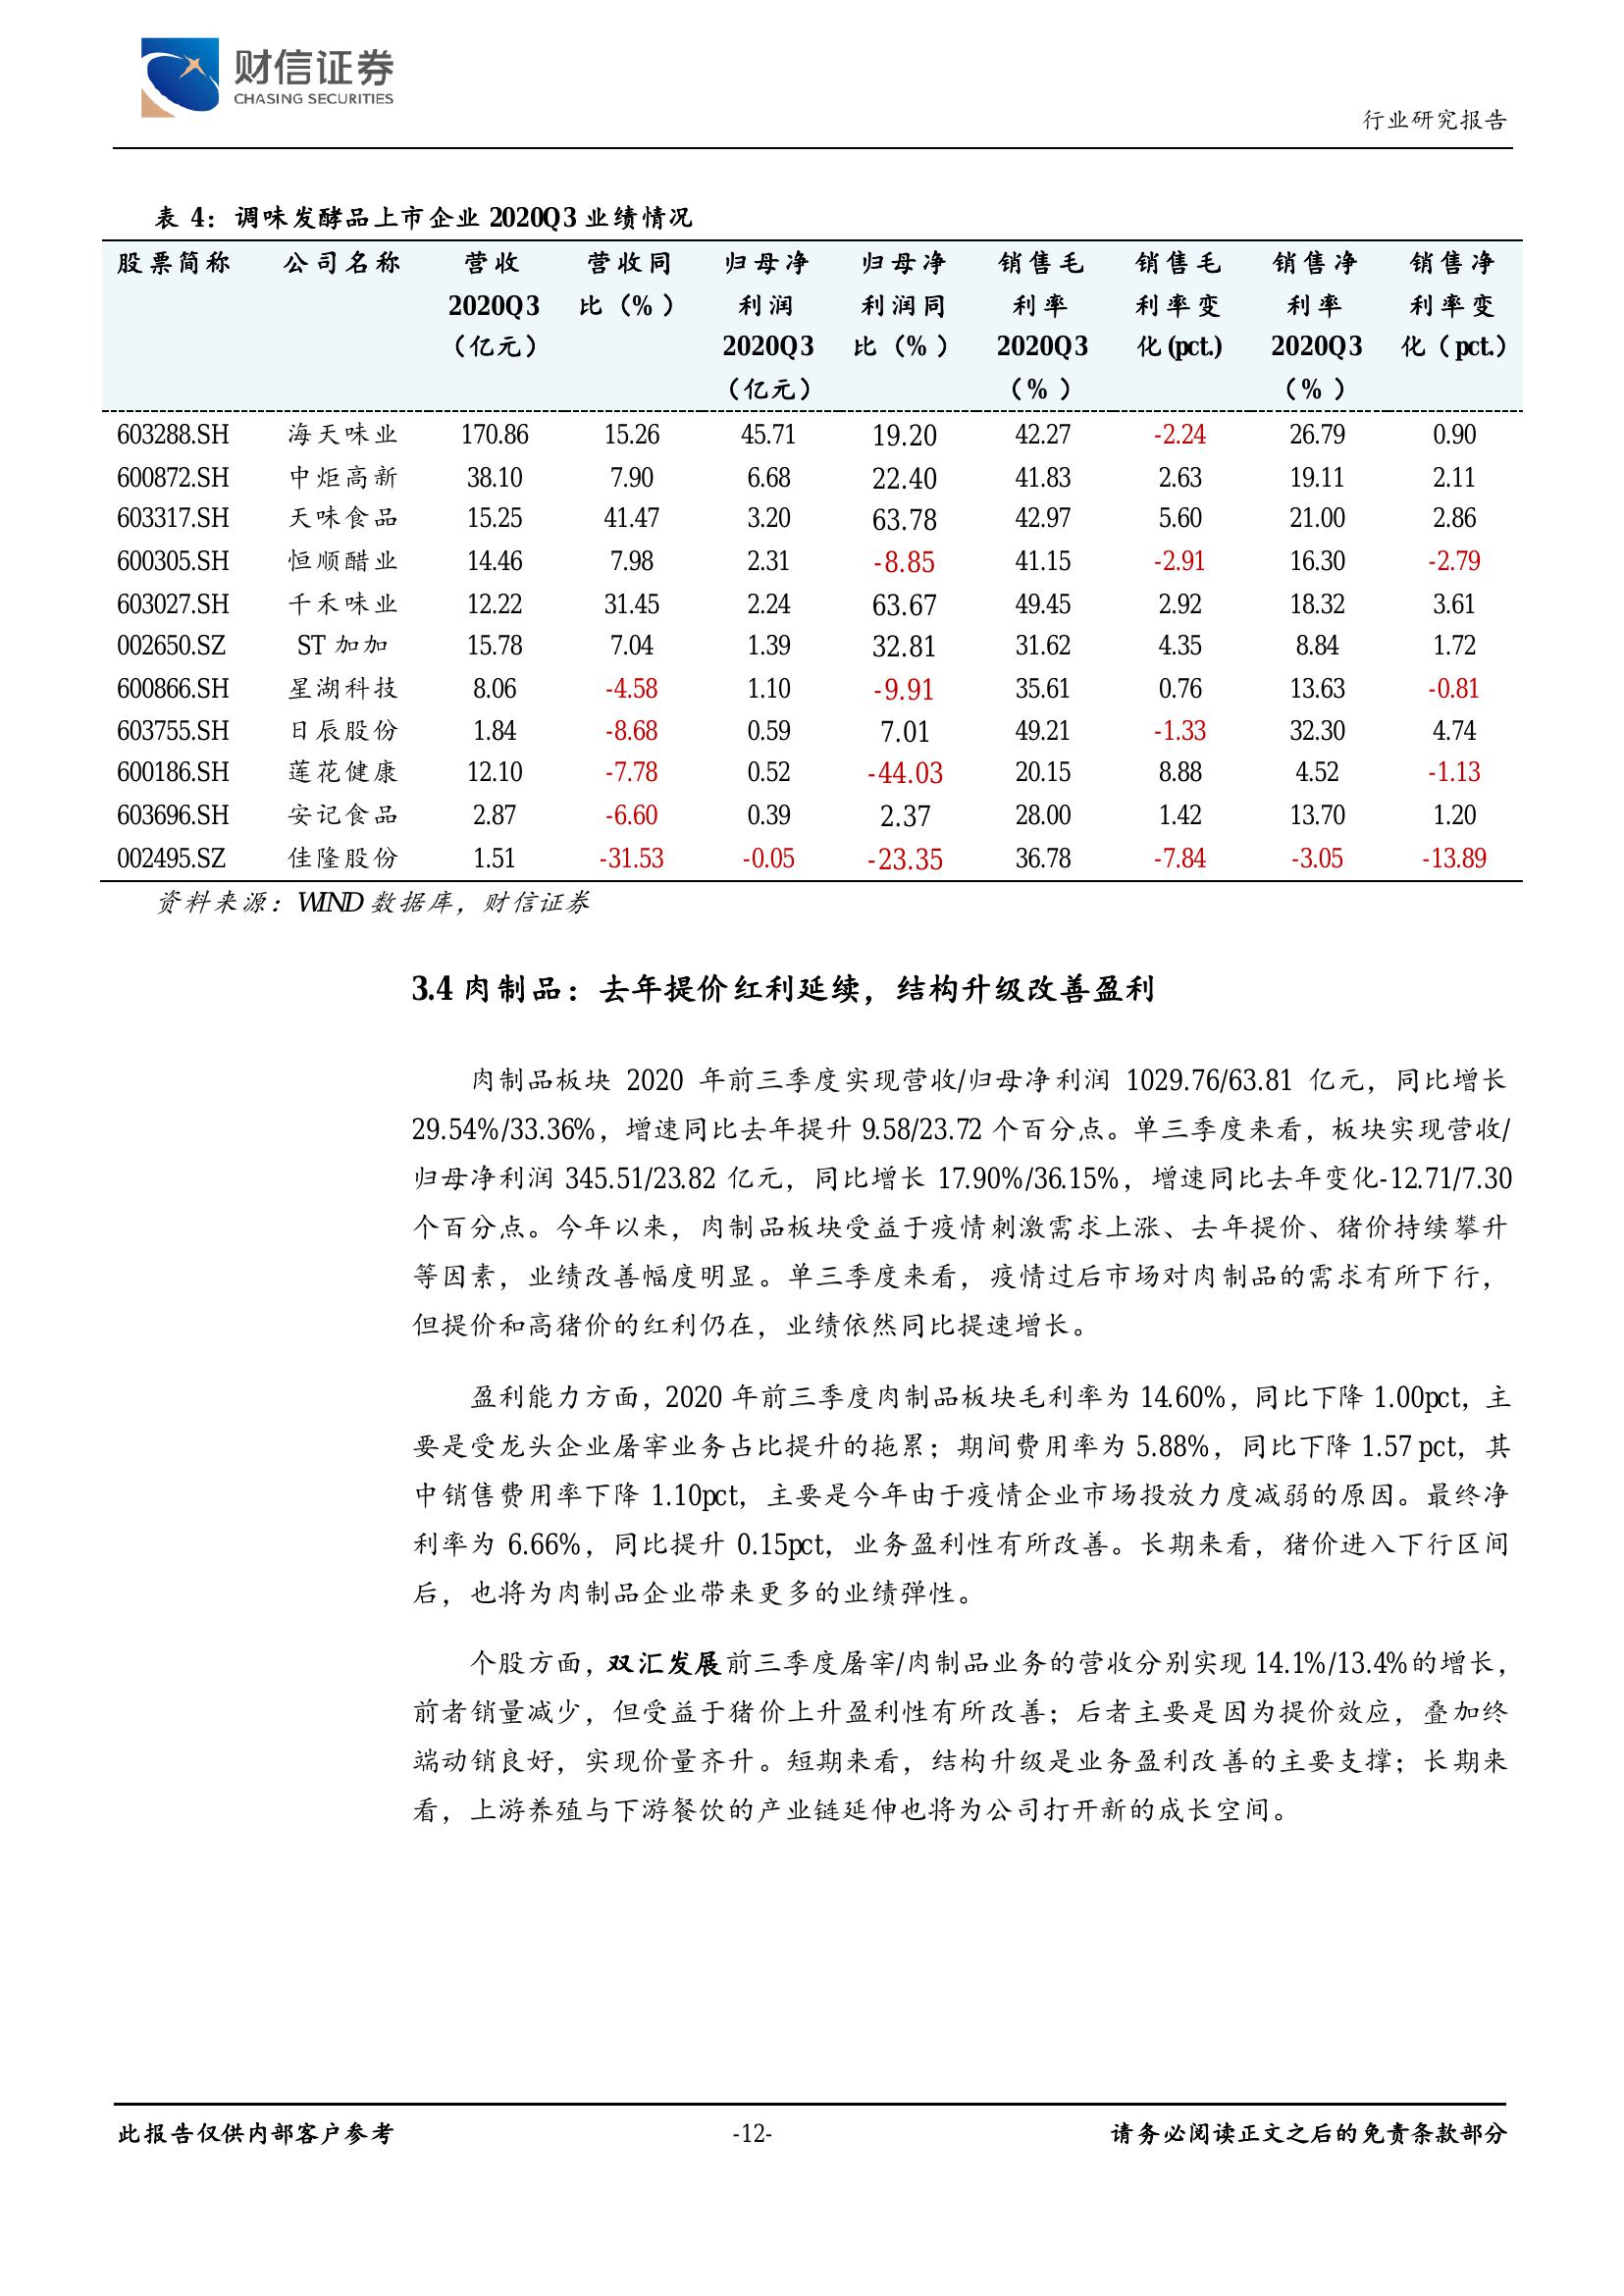 财信证券
CHASING SECURITIES
行业研究报告
表 4：调味发酵品上市企业 2020Q3 业绩情况
股票简称 公司名称 营收 营收同 归母净 归母净 销售毛 销售毛 销售净 销售净
2020Q3 比（%） 利润 利润同 利率 利率变 利率 利率变
（亿元） 2020Q3 比（%） 2020Q3 化(pct.) 2020Q3 化（pct.）
（亿元） （%） （%）
603288.SH 海天味业 170.86 15.26 45.71 19.20 42.27 -2.24 26.79 0.90
600872.SH 中炬高新 38.10 7.90 6.68 22.40 41.83 2.63 19.11 2.11
603317.SH 天味食品 15.25 41.47 3.20 63.78 42.97 5.60 21.00 2.86
600305.SH 恒顺醋业 14.46 7.98 2.31 -8.85 41.15 -2.91 16.30 -2.79
603027.SH 千禾味业 12.22 31.45 2.24 63.67 49.45 2.92 18.32 3.61
002650.SZ ST 加加 15.78 7.04 1.39 32.81 31.62 4.35 8.84 1.72
600866.SH 星湖科技 8.06 -4.58 1.10 -9.91 35.61 0.76 13.63 -0.81
603755.SH 日辰股份 1.84 -8.68 0.59 7.01 49.21 -1.33 32.30 4.74
600186.SH 莲花健康 12.10 -7.78 0.52 -44.03 20.15 8.88 4.52 -1.13
603696.SH 安记食品 2.87 -6.60 0.39 2.37 28.00 1.42 13.70 1.20
002495.SZ 佳隆股份 1.51 -31.53 -0.05 -23.35 36.78 -7.84 -3.05 -13.89
资料来源：WIND 数据库，财信证券
3.4 肉制品：去年提价红利延续，结构升级改善盈利
肉制品板块 2020 年前三季度实现营收/归母净利润 1029.76/63.81 亿元，同比增长
29.54%/33.36%，增速同比去年提升 9.58/23.72 个百分点。单三季度来看，板块实现营收/
归母净利润 345.51/23.82 亿元，同比增长 17.90%/36.15%，增速同比去年变化-12.71/7.30
个百分点。今年以来，肉制品板块受益于疫情刺激需求上涨、去年提价、猪价持续攀升
等因素，业绩改善幅度明显。单三季度来看，疫情过后市场对肉制品的需求有所下行，
但提价和高猪价的红利仍在，业绩依然同比提速增长。
盈利能力方面，2020 年前三季度肉制品板块毛利率为 14.60%，同比下降 1.00pct，主
要是受龙头企业屠宰业务占比提升的拖累；期间费用率为 5.88%，同比下降 1.57 pct，其
中销售费用率下降 1.10pct，主要是今年由于疫情企业市场投放力度减弱的原因。最终净
利率为 6.66%，同比提升 0.15pct，业务盈利性有所改善。长期来看，猪价进入下行区间
后，也将为肉制品企业带来更多的业绩弹性。
个股方面，双汇发展前三季度屠宰/肉制品业务的营收分别实现 14.1%/13.4%的增长，
前者销量减少，但受益于猪价上升盈利性有所改善；后者主要是因为提价效应，叠加终
端动销良好，实现价量齐升。短期来看，结构升级是业务盈利改善的主要支撑；长期来
看，上游养殖与下游餐饮的产业链延伸也将为公司打开新的成长空间。
此报告仅供内部客户参考 -12- 请务必阅读正文之后的免责条款部分